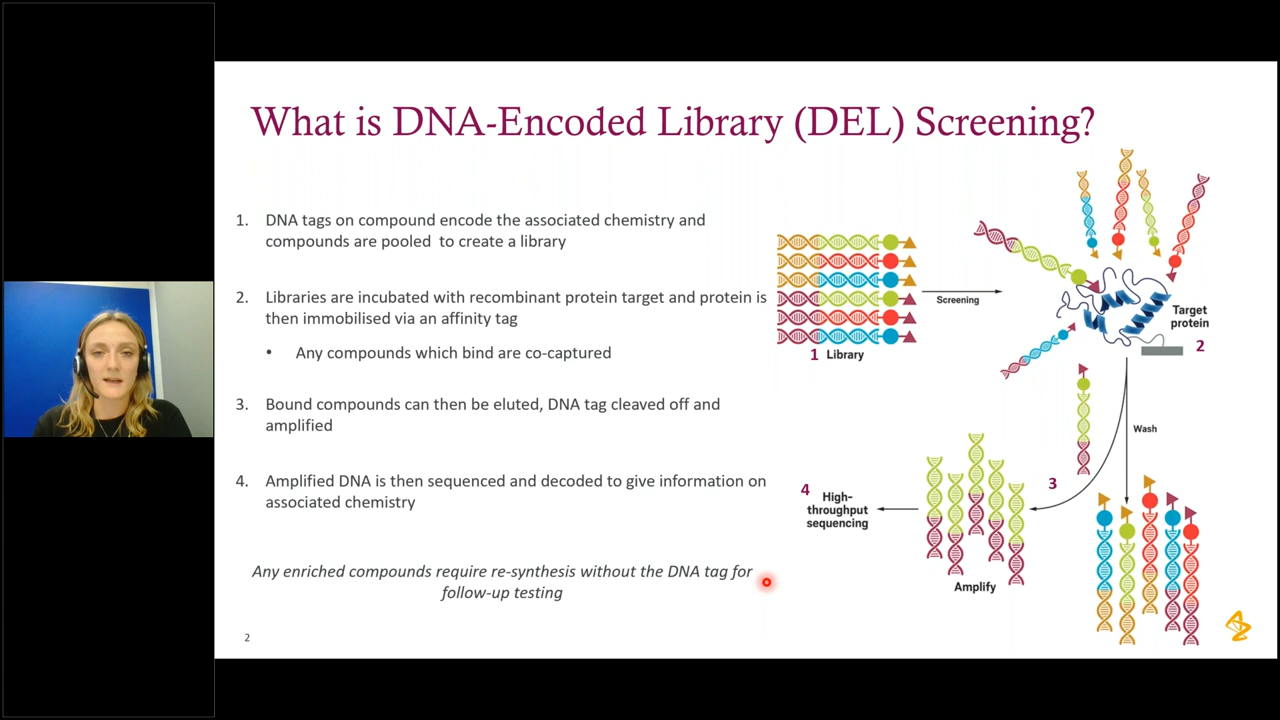 What is DNA-Encoded Library (DEL) Screening?
1. DNA tags on compound encode the associated chemistry and
compounds are pooled to create a library
2. Libraries are incubated with recombinant protein target and protein is
then immobilised via an affinity tag
• Any compounds which bind are co-captured
3. Bound compounds can then be eluted, DNA tag cleaved off and
amplified
4. Amplified DNA is then sequenced and decoded to give information on
associated chemistry
Any enriched compounds require re-synthesis without the DNA tag for
follow-up testing
2
1 Library
Screening
Target
protein
2
Wash
3
Amplify
4
High-
throughput
sequencing